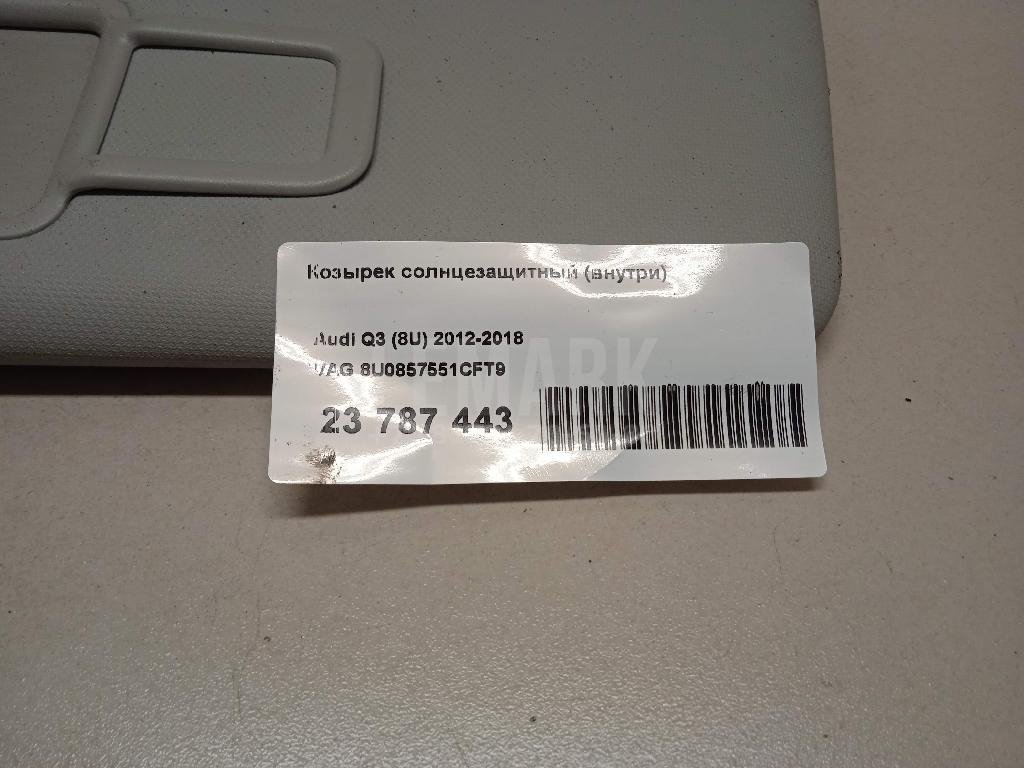 Козырек солнцезащитный (внутри)
Audi Q3 (8U) 2012-2018
VAG 8U0857551CFT9
23 787 443